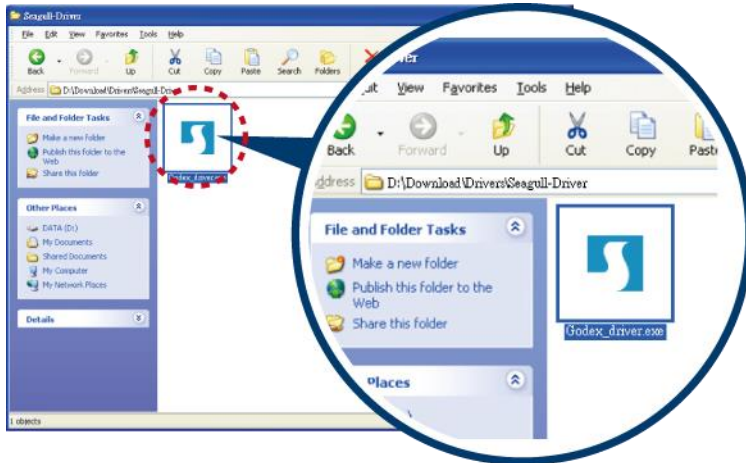 Seagull-Driver
File Edit View Favorites Tools Help
Back Forward Up Cut Copy Paste Search Folders
Address D:\Download\Drivers\Seagull-Driver
File and Folder Tasks
Make a new folder
Publish this folder to the
Web
Share this folder
Godex_driver.exe
Other Places
DATA (D:)
My Documents
Shared Documents
My Computer
My Network Places
Details
1 objects
View Favorites Tools Help
Back Forward Up Cut Copy
D:\Download\Drivers\Seagull-Driver
File and Folder Tasks
Make a new folder
Publish this folder to the
Web
Share this folder
Godex_driver.exe
Places